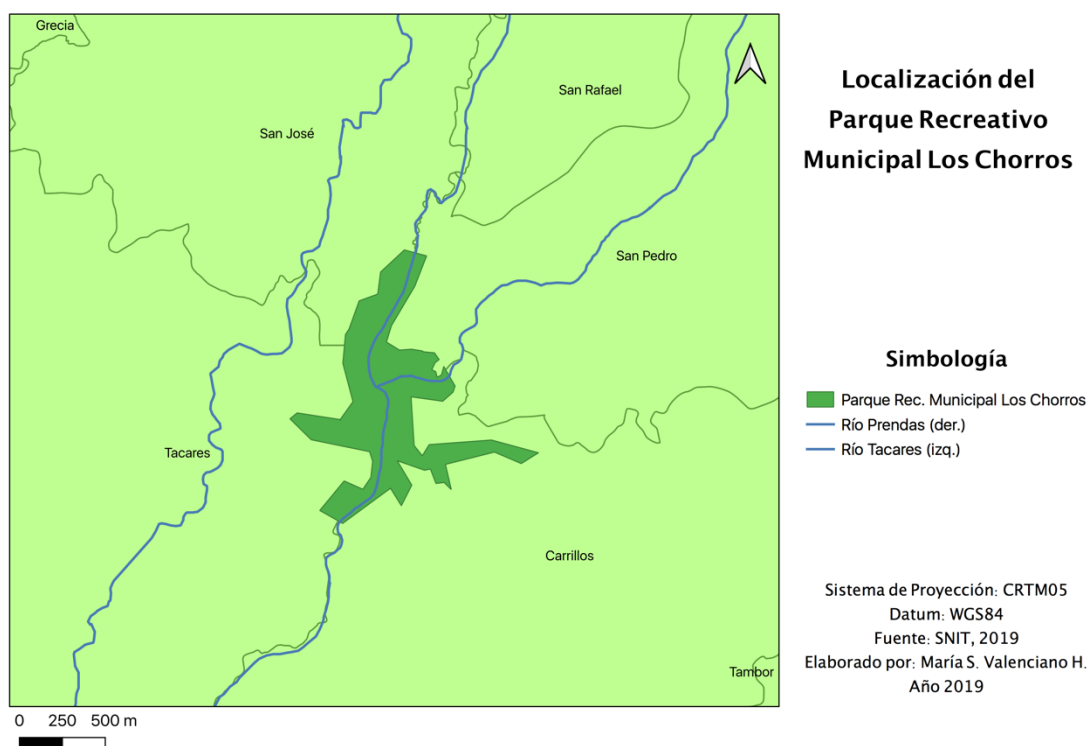 Grecia
San José
San Rafael
San Pedro
Tacares
Carrillos
Tambor
0 250 500 m
Localización del
Parque Recreativo
Municipal Los Chorros
Simbología
Parque Rec. Municipal Los Chorros
Río Prendas (der.)
Río Tacares (izq.)
Sistema de Proyección: CRTM05
Datum: WGS84
Fuente: SNIT, 2019
Elaborado por: María S. Valenciano H.
Año 2019